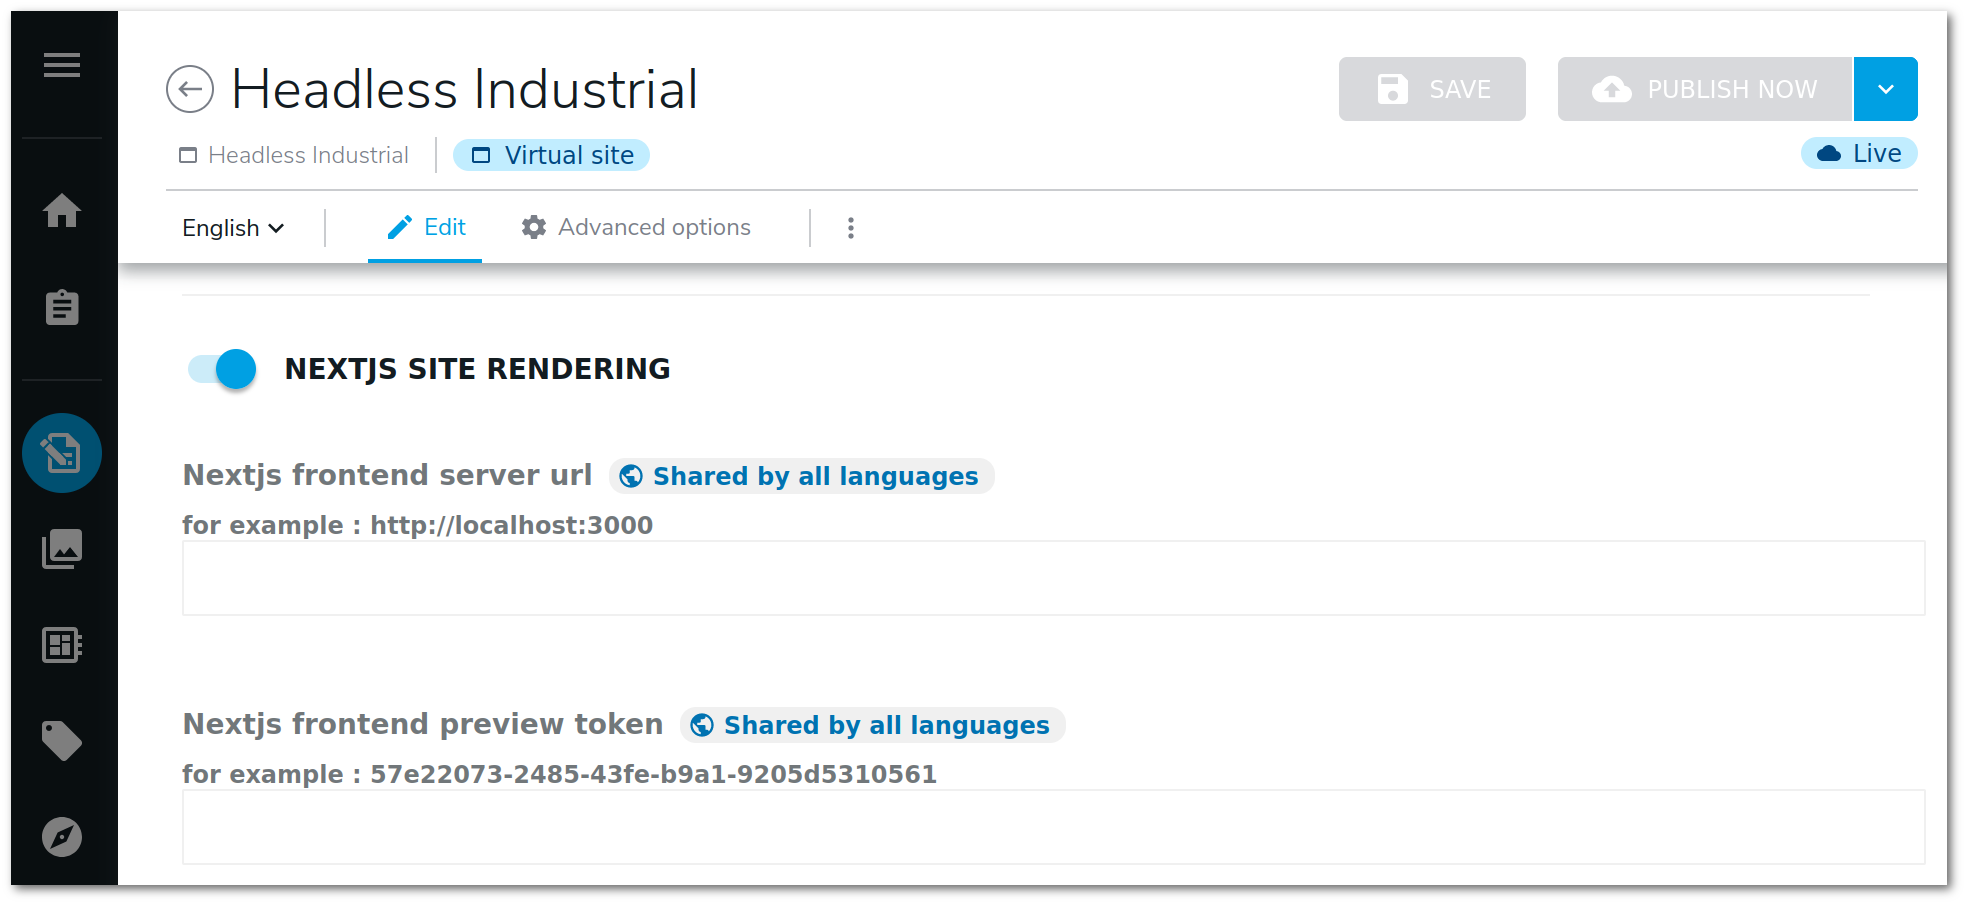 Headless Industrial
SAVE
PUBLISH NOW
Headless Industrial
Virtual site
Live
English
Edit
Advanced options
NEXTJS SITE RENDERING
Nextjs frontend server url
Shared by all languages
for example : http://localhost:3000
Nextjs frontend preview token
Shared by all languages
for example : 57e22073-2485-43fe-b9a1-9205d5310561